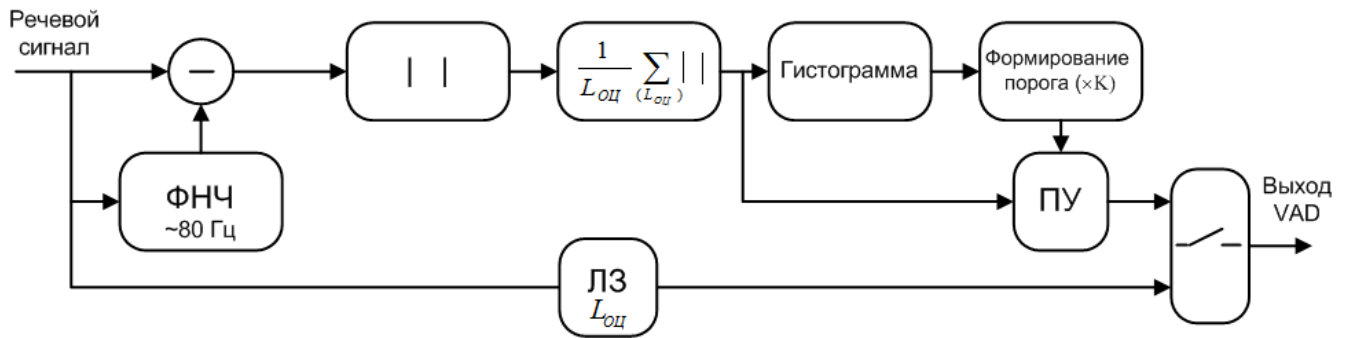 Речевой
сигнал
−
| |
1
L_ОЦ
∑ | |
(L_ОЦ)
Гистограмма
Формирование
порога (×K)
ФНЧ
~80 Гц
ПУ
Выход
VAD
ЛЗ
L_ОЦ